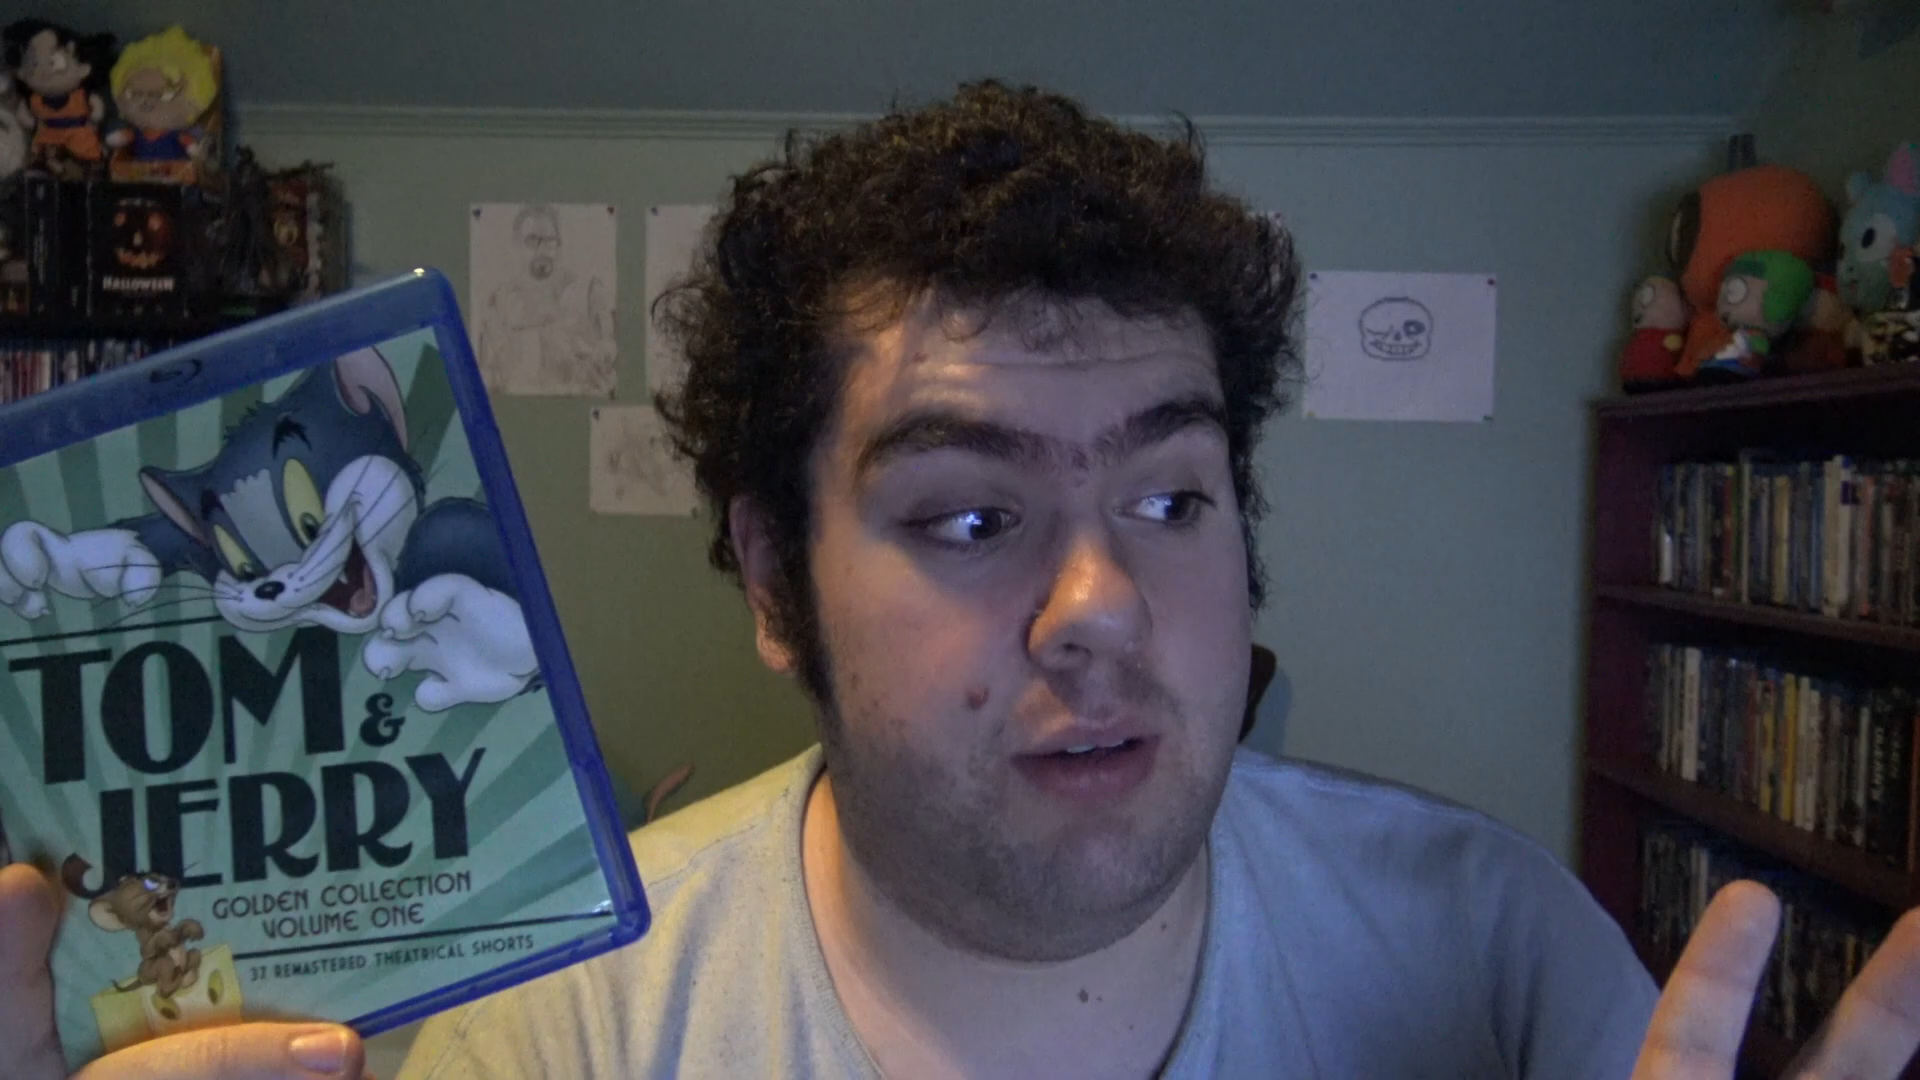 HALLOWEEN
TOM &
JERRY
GOLDEN COLLECTION
VOLUME ONE
37 REMASTERED THEATRICAL SHORTS